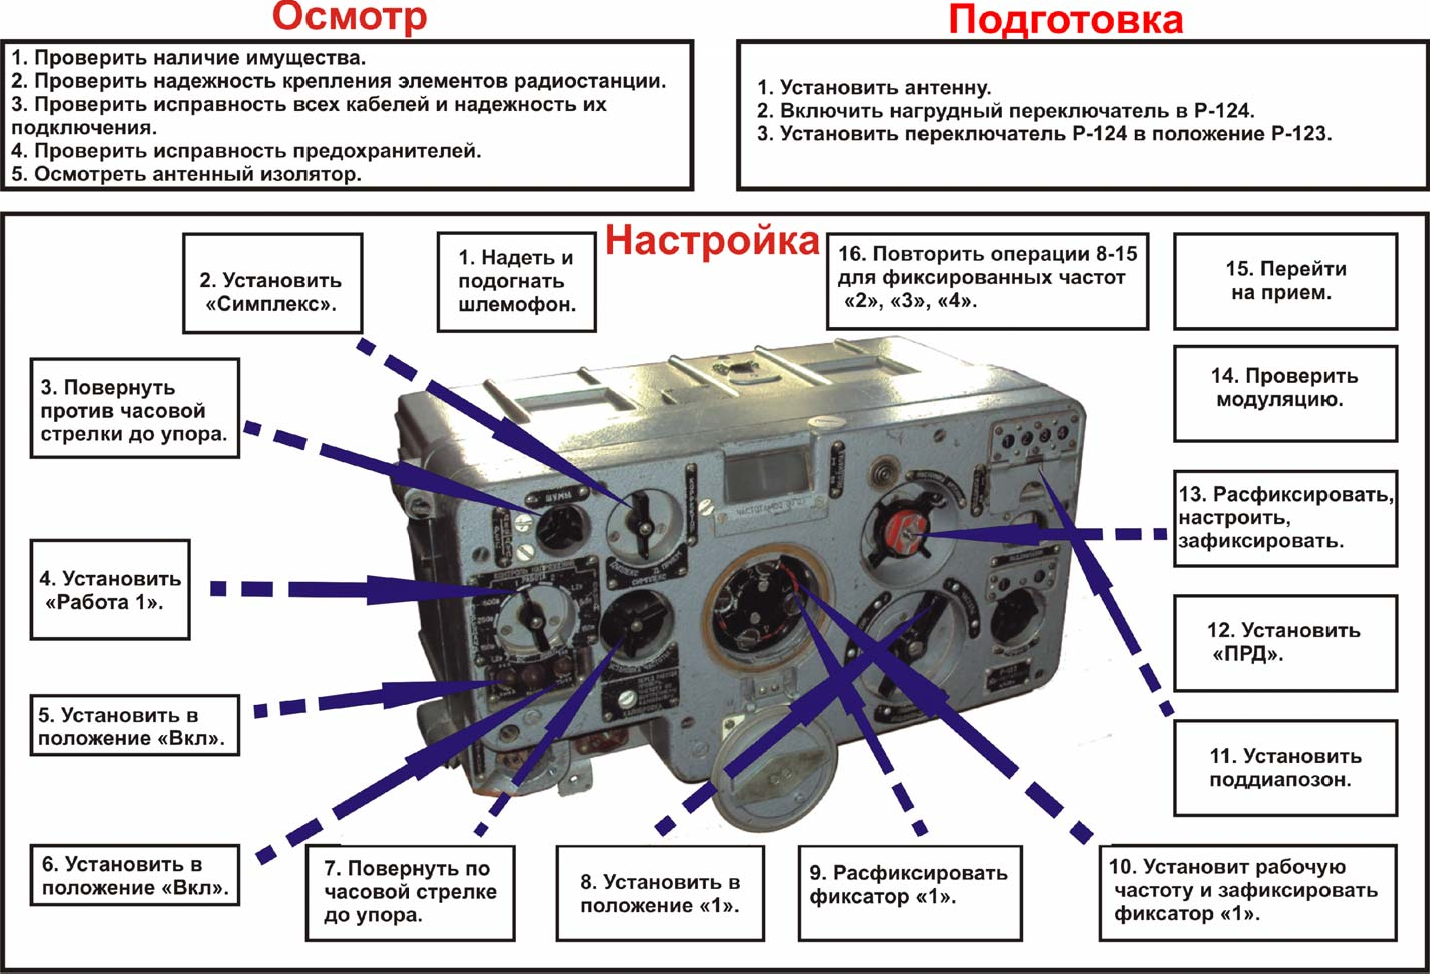 Осмотр
1. Проверить наличие имущества.
2. Проверить надежность крепления элементов радиостанции.
3. Проверить исправность всех кабелей и надежность их
подключения.
4. Проверить исправность предохранителей.
5. Осмотреть антенный изолятор.
Подготовка
1. Установить антенну.
2. Включить нагрудный переключатель в Р-124.
3. Установить переключатель Р-124 в положение Р-123.
Настройка
1. Надеть и
подогнать
шлемофон.
2. Установить
«Симплекс».
3. Повернуть
против часовой
стрелки до упора.
4. Установить
«Работа 1».
5. Установить в
положение «Вкл».
6. Установить в
положение «Вкл».
7. Повернуть по
часовой стрелке
до упора.
8. Установить в
положение «1».
9. Расфиксировать
фиксатор «1».
10. Установит рабочую
частоту и зафиксировать
фиксатор «1».
11. Установить
поддиапозон.
12. Установить
«ПРД».
13. Расфиксировать,
настроить,
зафиксировать.
14. Проверить
модуляцию.
15. Перейти
на прием.
16. Повторить операции 8-15
для фиксированных частот
«2», «3», «4».
ШУМЫ
КОНТРОЛЬ НАПРЯЖЕНИЙ
РАБОТА
СИМПЛЕКС